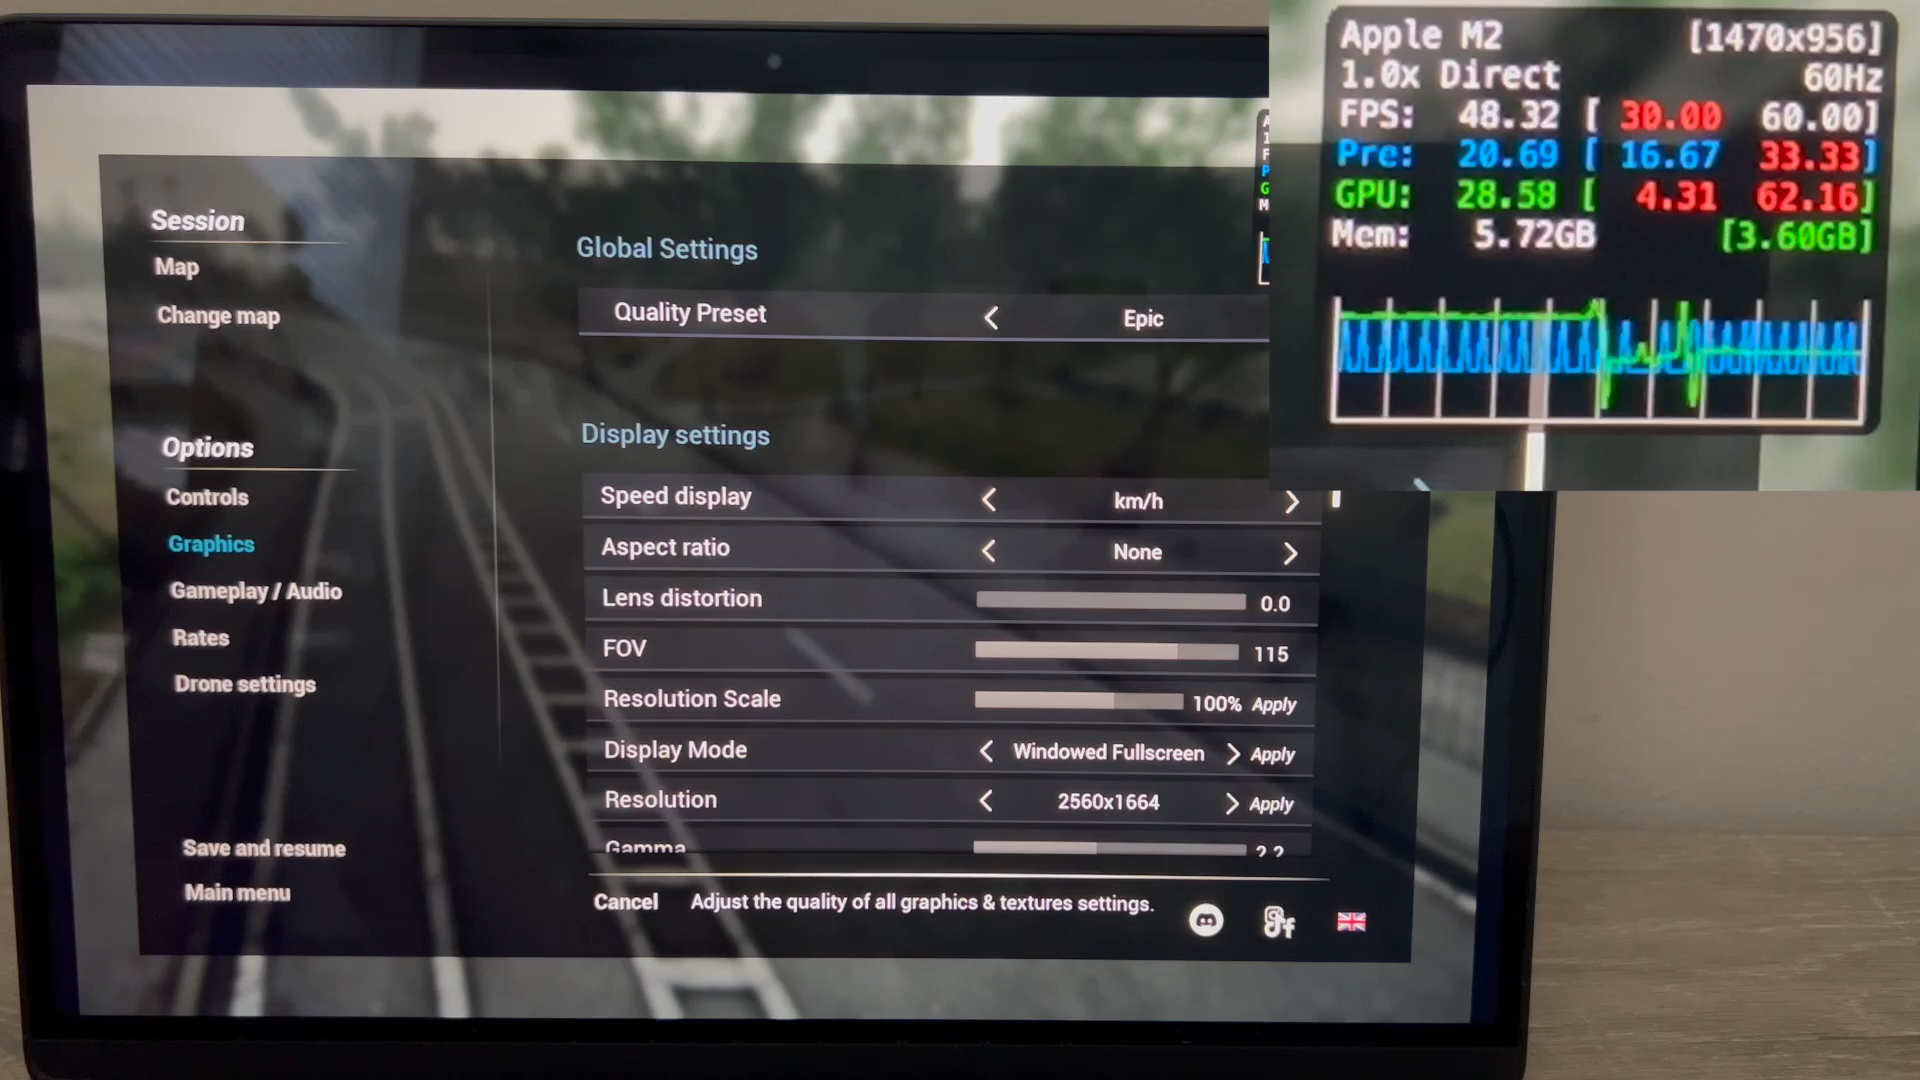 Apple M2 [1470x956]
1.0x Direct 60Hz
FPS: 48.32 [ 30.00 60.00]
Pre: 20.69 [ 16.67 33.33]
GPU: 28.58 [ 4.31 62.16]
Mem: 5.72GB [3.60GB]
Session
Map
Change map
Options
Controls
Graphics
Gameplay / Audio
Rates
Drone settings
Save and resume
Main menu
Global Settings
Quality Preset Epic
Display settings
Speed display km/h
Aspect ratio None
Lens distortion 0.0
FOV 115
Resolution Scale 100% Apply
Display Mode Windowed Fullscreen Apply
Resolution 2560x1664 Apply
Gamma 2.2
Cancel Adjust the quality of all graphics & textures settings.